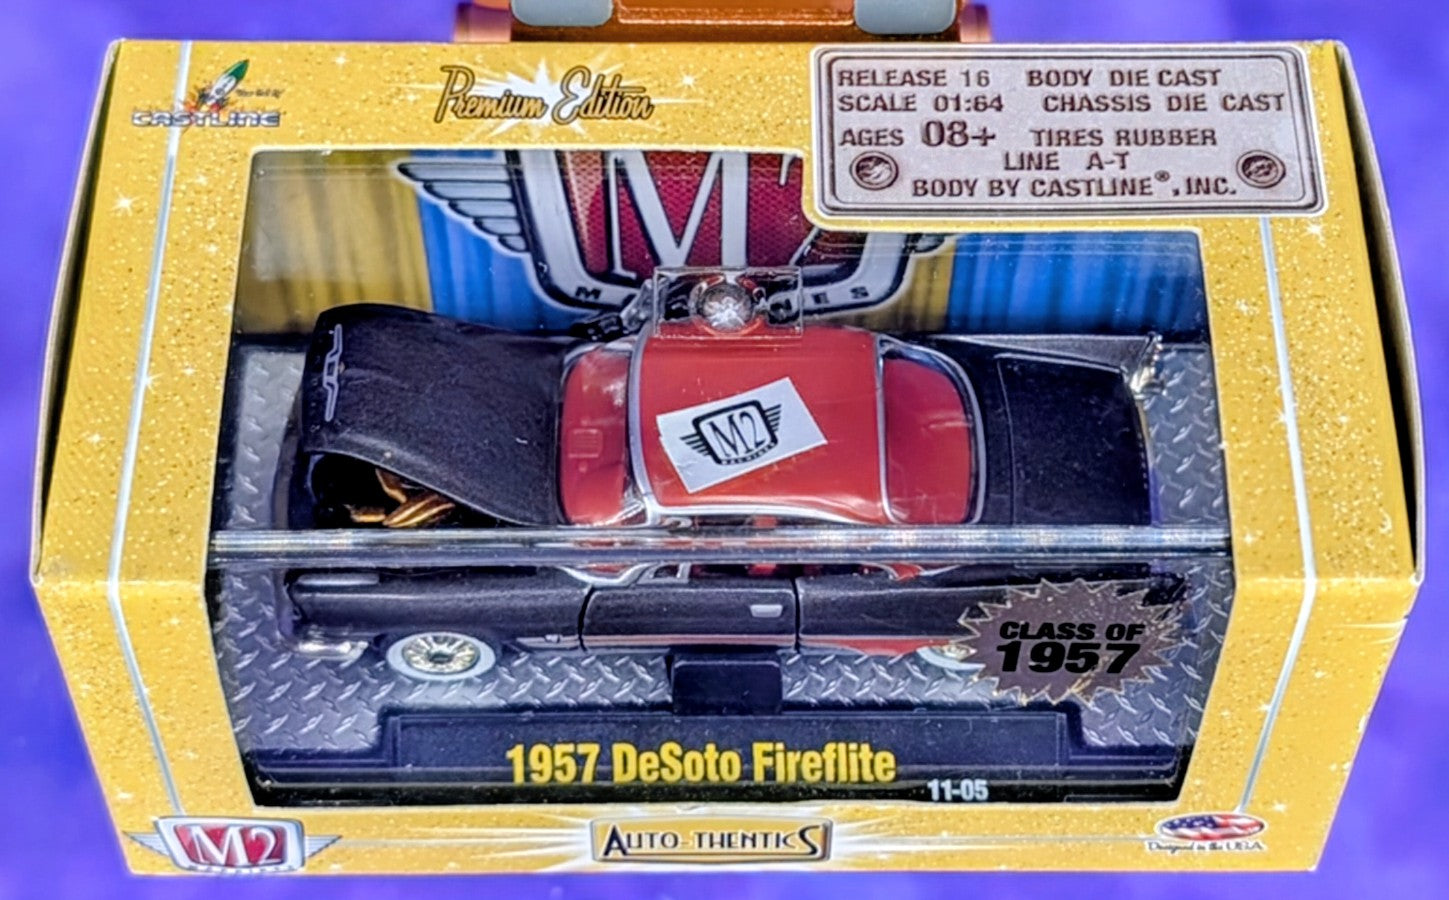 CASTLINE
Premium Edition
RELEASE 16 BODY DIE CAST
SCALE 01:64 CHASSIS DIE CAST
AGES 08+ TIRES RUBBER
LINE A-T
BODY BY CASTLINE®, INC.
M2
M2
CLASS OF
1957
1957 DeSoto Fireflite
11-05
M2
AUTO-THENTICS
Designed in the USA